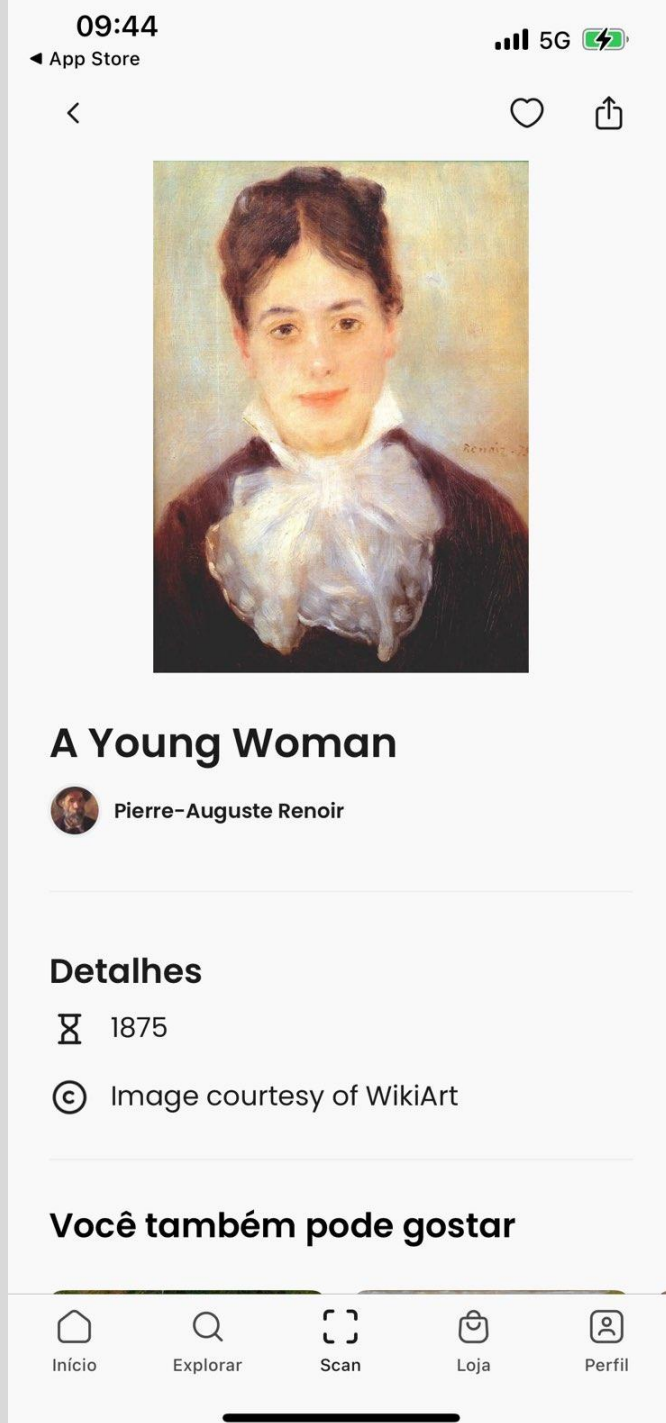 09:44
5G
◀ App Store
Renoir
A Young Woman
Pierre-Auguste Renoir
Detalhes
1875
Image courtesy of WikiArt
Você também pode gostar
Início
Explorar
Scan
Loja
Perfil